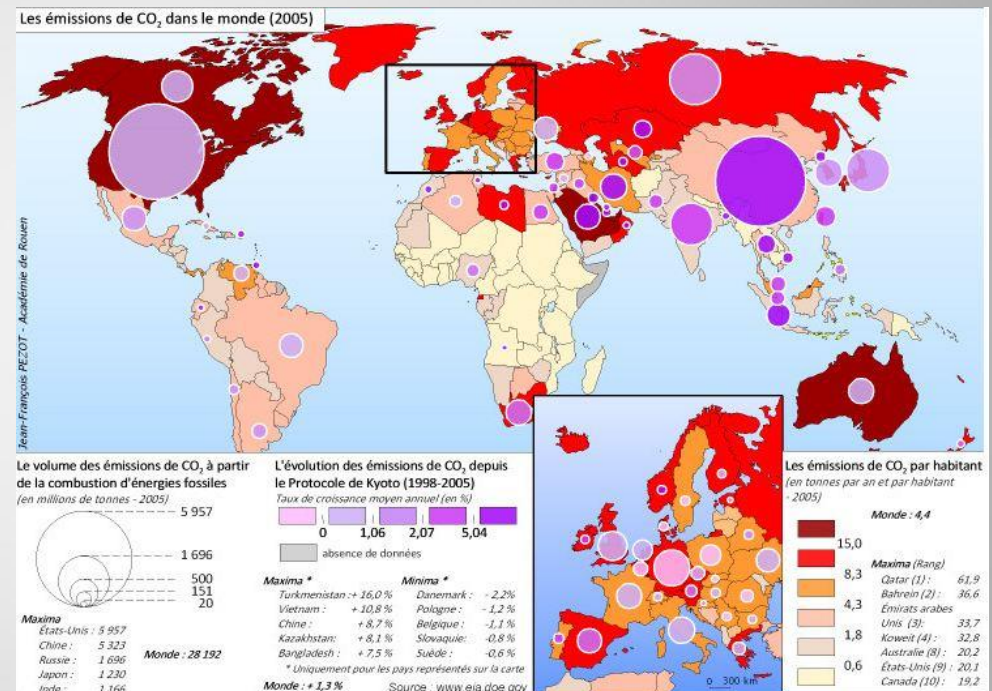 Les émissions de CO₂ dans le monde (2005)
Jean-François PEZOT - Académie de Rouen
Le volume des émissions de CO₂ à partir
de la combustion d'énergies fossiles
(en millions de tonnes - 2005)
5 957
1 696
500
151
20
Maxima
États-Unis : 5 957
Chine : 5 323
Russie : 1 696
Japon : 1 230
Inde : 1 166
Monde : 28 192
L'évolution des émissions de CO₂ depuis
le Protocole de Kyoto (1998-2005)
Taux de croissance moyen annuel (en %)
0 1,06 2,07 5,04
absence de données
Maxima *
Turkmenistan : + 16,0 %
Vietnam : + 10,8 %
Chine : + 8,7 %
Kazakhstan: + 8,1 %
Bangladesh : + 7,5 %
Minima *
Danemark : - 2,2%
Pologne : - 1,2 %
Belgique : -1,1 %
Slovaquie: -0,8 %
Suède : -0,6 %
* Uniquement pour les pays représentés sur la carte
Monde : + 1,3 %
Source : www.eia.doe.gov
0 300 km
Les émissions de CO₂ par habitant
(en tonnes par an et par habitant
- 2005)
Monde : 4,4
15,0
8,3
4,3
1,8
0,6
Maxima (Rang)
Qatar (1) : 61,9
Bahrein (2) : 36,6
Émirats arabes
Unis (3): 33,7
Koweit (4) : 32,8
Australie (8) : 20,2
États-Unis (9) : 20,1
Canada (10) : 19,2